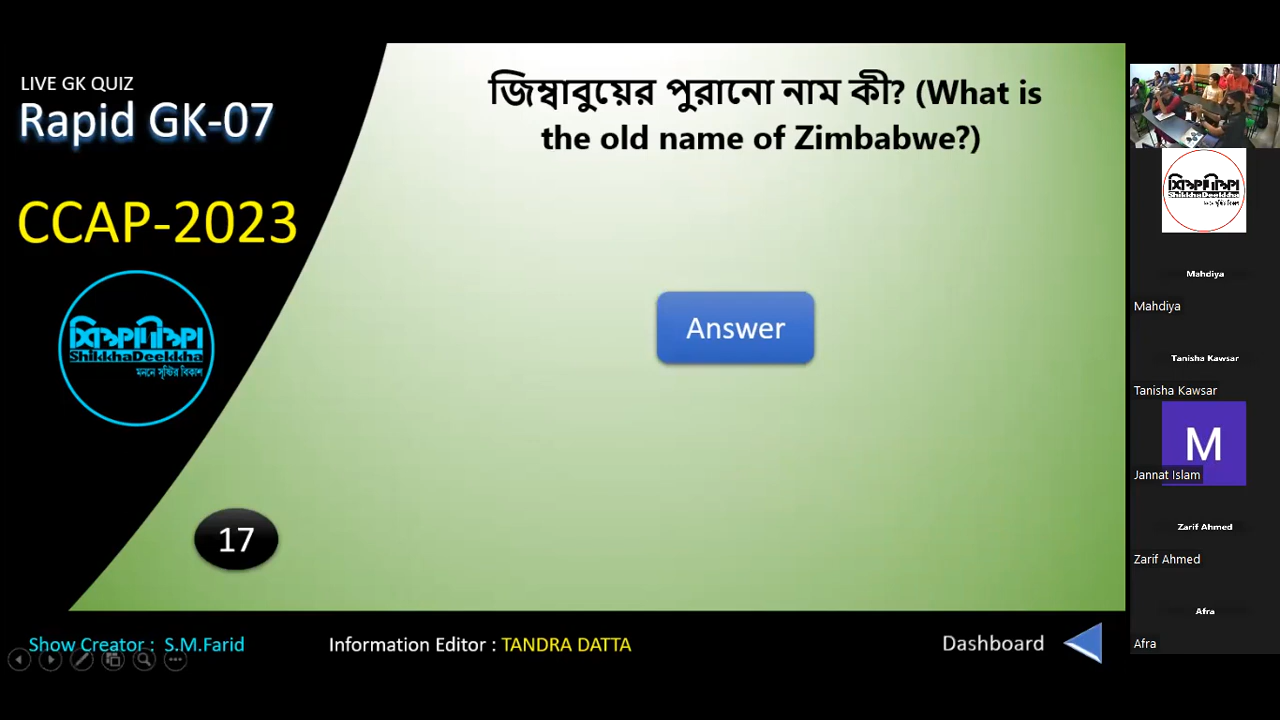 LIVE GK QUIZ
Rapid GK-07
CCAP-2023
শিক্ষাদীক্ষা
ShikkhaDeekkha
মননে সৃষ্টির বিকাশ
17
জিম্বাবুয়ের পুরানো নাম কী? (What is
the old name of Zimbabwe?)
Answer
Show Creator : S.M.Farid
Information Editor : TANDRA DATTA
Dashboard
শিক্ষাদীক্ষা
ShikkhaDeekkha
Mahdiya
Mahdiya
Tanisha Kawsar
Tanisha Kawsar
M
Jannat Islam
Zarif Ahmed
Zarif Ahmed
Afra
Afra